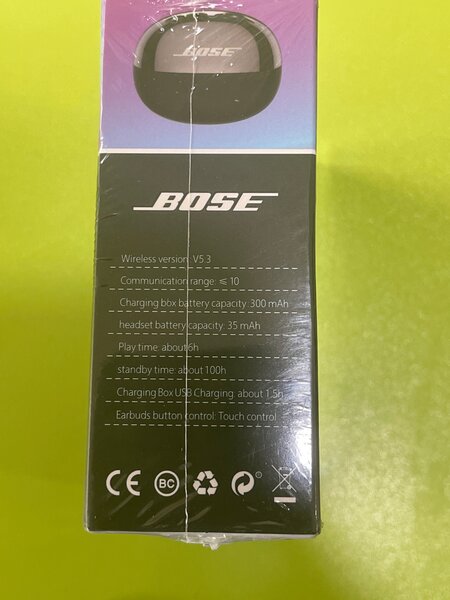 BOSE
BOSE
Wireless version: V5.3
Communication range: ≤ 10
Charging bbx battery capacity: 300 mAh
headset battery capacity: 35 mAh
Play time: about 6h
standby time: about 100h
Charging Box USB Charging: about 1.5h
Earbuds button control: Touch control
CE BC